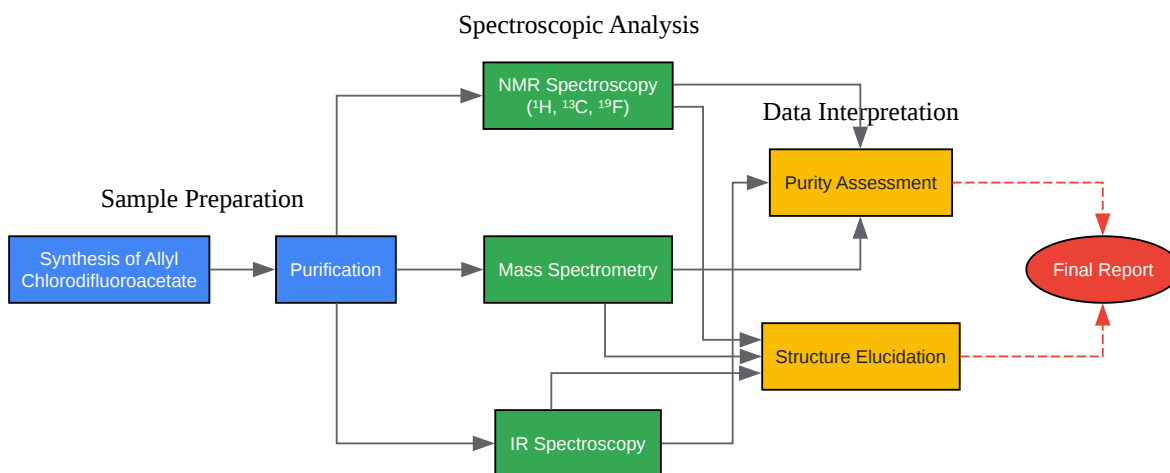 Spectroscopic Analysis
NMR Spectroscopy
(¹H, ¹³C, ¹⁹F)
Data Interpretation
Purity Assessment
Sample Preparation
Synthesis of Allyl
Chlorodifluoroacetate
Purification
Mass Spectrometry
Final Report
Structure Elucidation
IR Spectroscopy